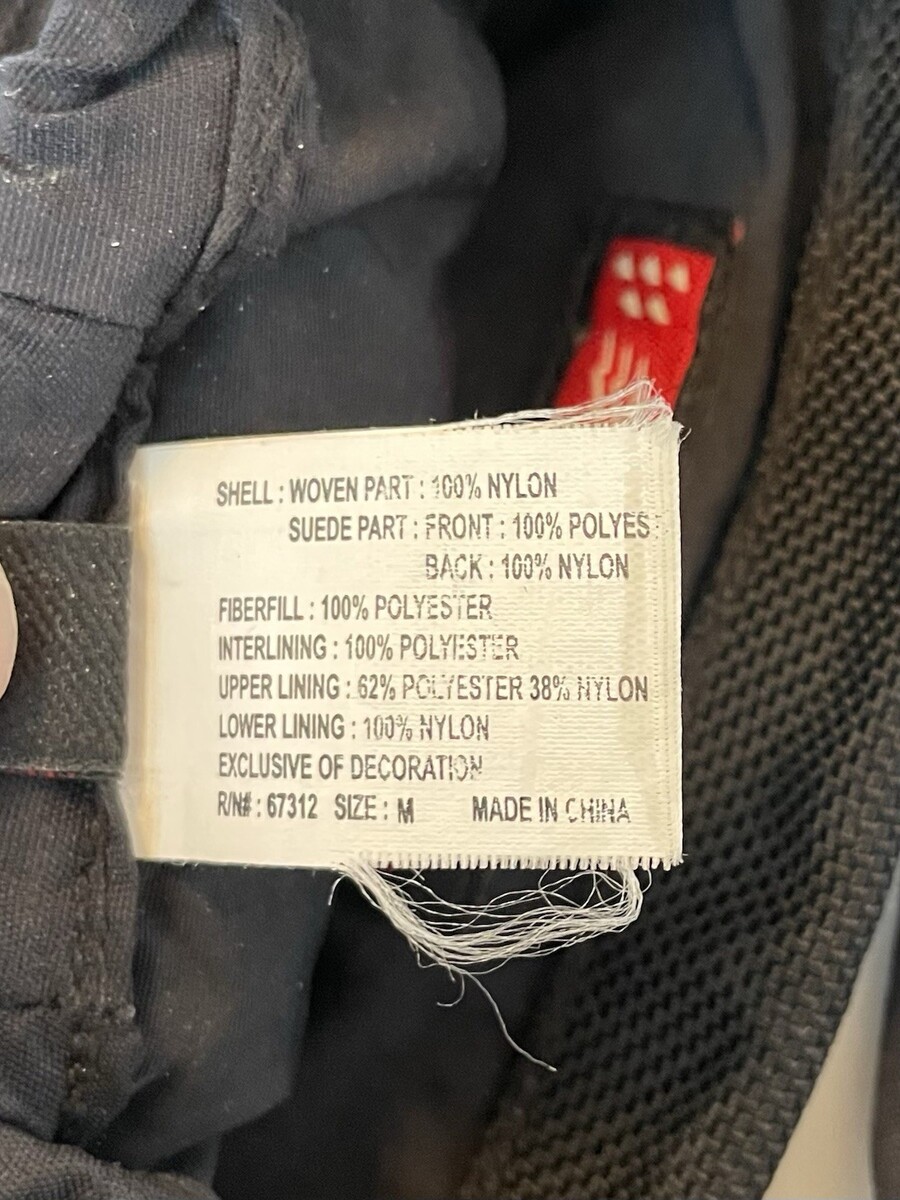 SHELL : WOVEN PART : 100% NYLON
SUEDE PART : FRONT : 100% POLYES
BACK : 100% NYLON
FIBERFILL : 100% POLYESTER
INTERLINING : 100% POLYESTER
UPPER LINING : 62% POLYESTER 38% NYLON
LOWER LINING : 100% NYLON
EXCLUSIVE OF DECORATION
R/N# : 67312 SIZE : M MADE IN CHINA